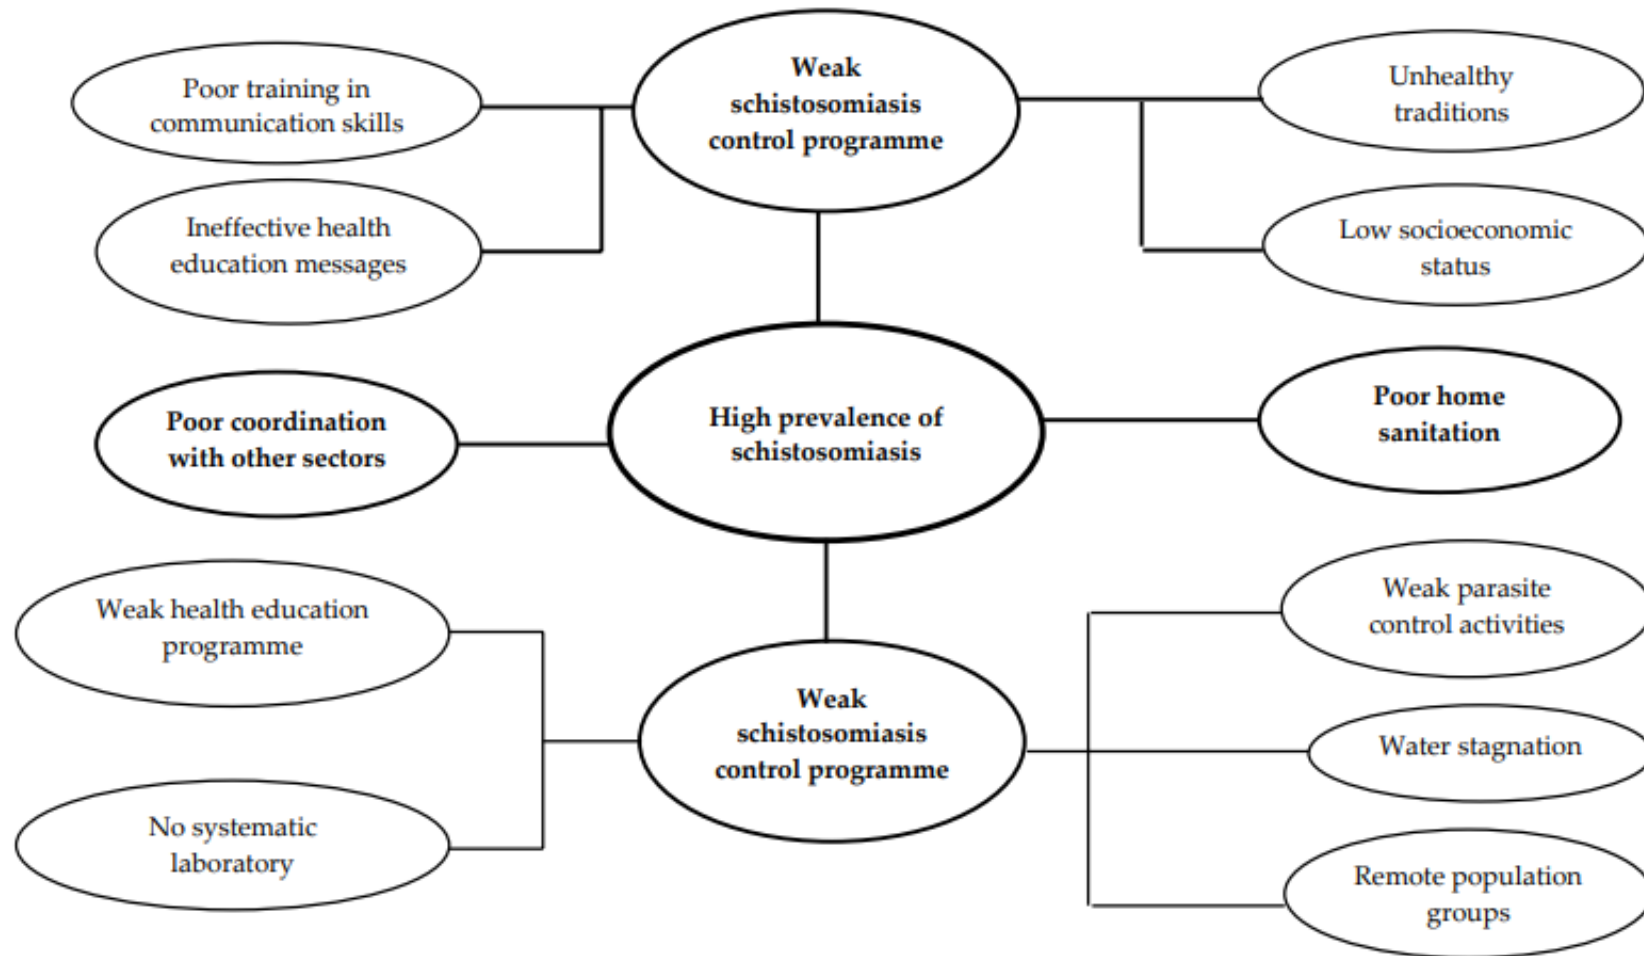 Poor training in
communication skills
Weak
schistosomiasis
control programme
Unhealthy
traditions
Ineffective health
education messages
Low socioeconomic
status
Poor coordination
with other sectors
High prevalence of
schistosomiasis
Poor home
sanitation
Weak health education
programme
Weak
schistosomiasis
control programme
Weak parasite
control activities
Water stagnation
No systematic
laboratory
Remote population
groups